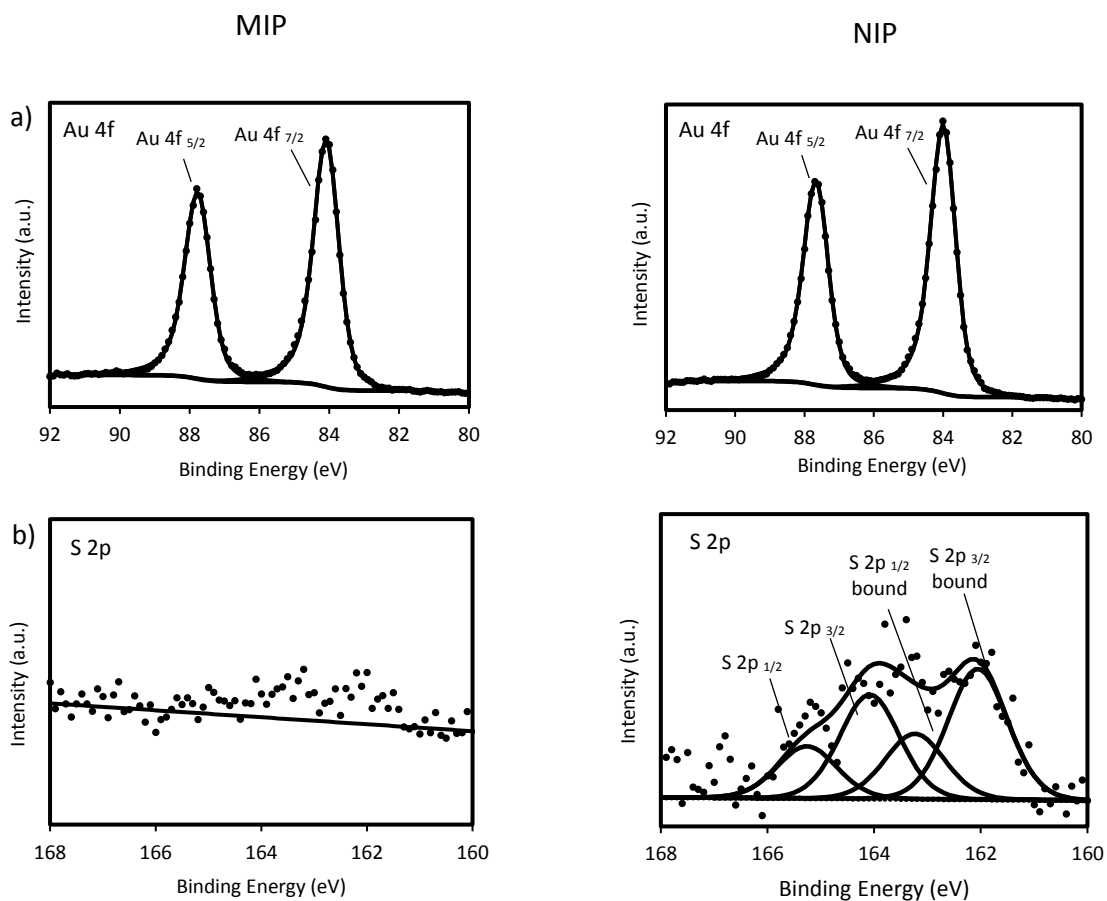 MIP
NIP
a)
Au 4f
Au 4f 5/2
Au 4f 7/2
Intensity (a.u.)
92 90 88 86 84 82 80
Binding Energy (eV)
Au 4f
Au 4f 5/2
Au 4f 7/2
Intensity (a.u.)
92 90 88 86 84 82 80
Binding Energy (eV)
b)
S 2p
Intensity (a.u.)
168 166 164 162 160
Binding Energy (eV)
S 2p
S 2p 1/2
S 2p 3/2
S 2p 1/2
bound
S 2p 3/2
bound
Intensity (a.u.)
168 166 164 162 160
Binding Energy (eV)